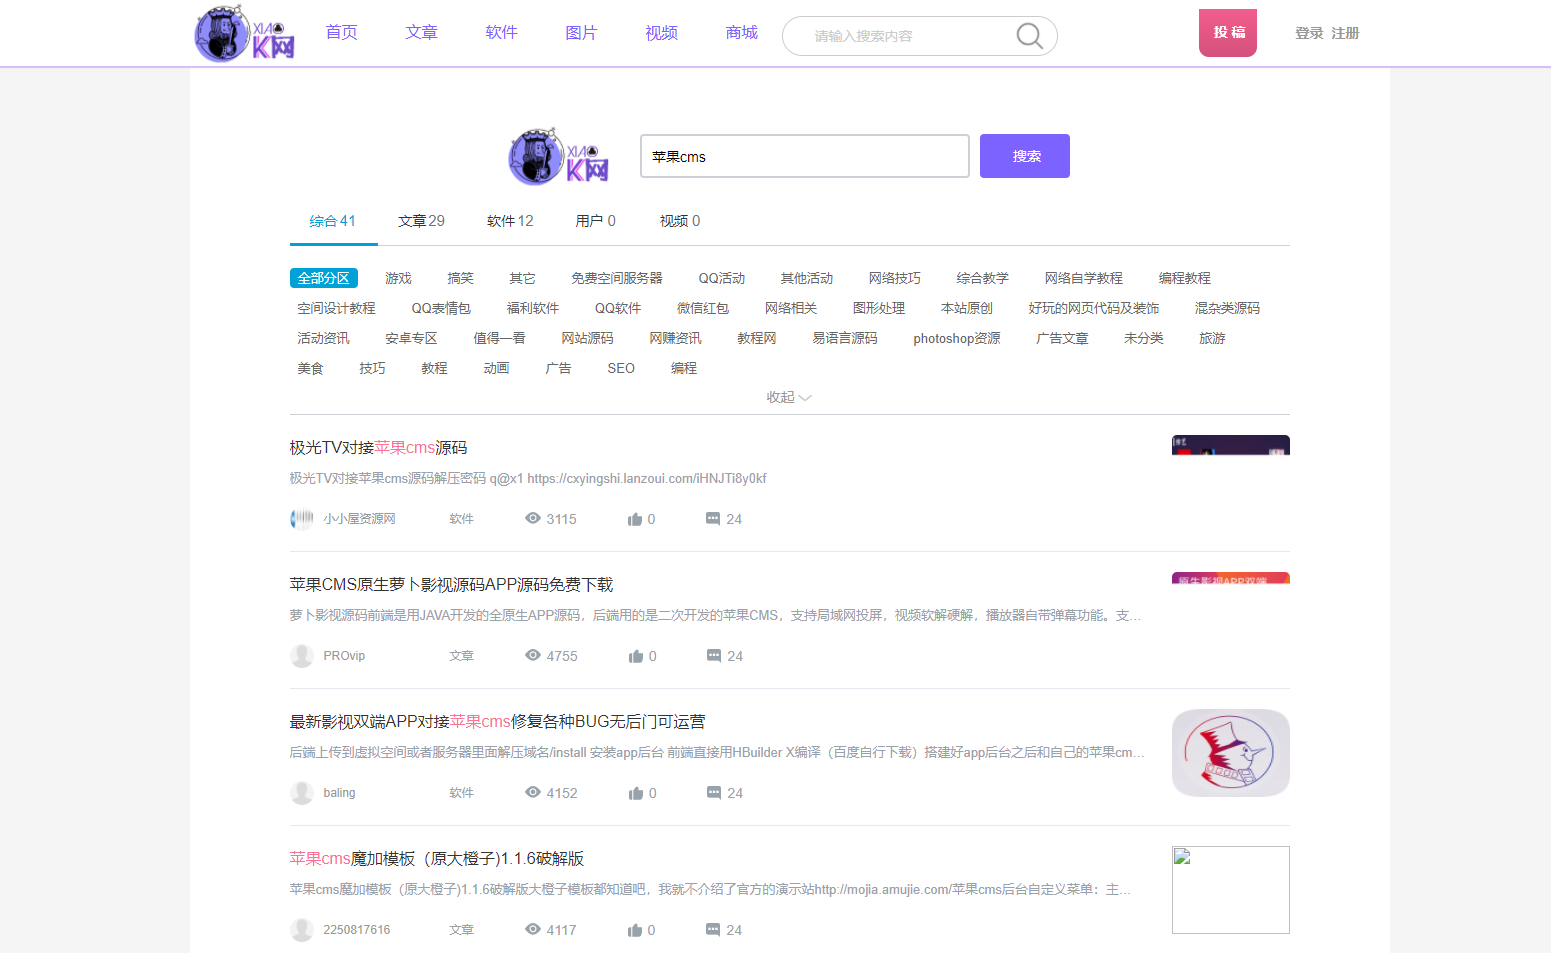 XIAO K网 首页 文章 软件 图片 视频 商城 请输入搜索内容 投 稿 登录 注册
XIAO K网 苹果cms 搜索
综合 41 文章29 软件 12 用户 0 视频 0
全部分区 游戏 搞笑 其它 免费空间服务器 QQ活动 其他活动 网络技巧 综合教学 网络自学教程 编程教程
空间设计教程 QQ表情包 福利软件 QQ软件 微信红包 网络相关 图形处理 本站原创 好玩的网页代码及装饰 混杂类源码
活动资讯 安卓专区 值得一看 网站源码 网赚资讯 教程网 易语言源码 photoshop资源 广告文章 未分类 旅游
美食 技巧 教程 动画 广告 SEO 编程
收起
极光TV对接苹果cms源码
极光TV对接苹果cms源码解压密码 q@x1 https://cxyingshi.lanzoui.com/iHNJTi8y0kf
小小屋资源网 软件 3115 0 24
苹果CMS原生萝卜影视源码APP源码免费下载
原生影视APP双端
萝卜影视源码前端是用JAVA开发的全原生APP源码，后端用的是二次开发的苹果CMS，支持局域网投屏，视频软解硬解，播放器自带弹幕功能。支…
PROvip 文章 4755 0 24
最新影视双端APP对接苹果cms修复各种BUG无后门可运营
后端上传到虚拟空间或者服务器里面解压域名/install 安装app后台 前端直接用HBuilder X编译（百度自行下载）搭建好app后台之后和自己的苹果cm…
baling 软件 4152 0 24
苹果cms魔加模板（原大橙子)1.1.6破解版
苹果cms魔加模板（原大橙子)1.1.6破解版大橙子模板都知道吧，我就不介绍了官方的演示站http://mojia.amujie.com/苹果cms后台自定义菜单：主…
2250817616 文章 4117 0 24